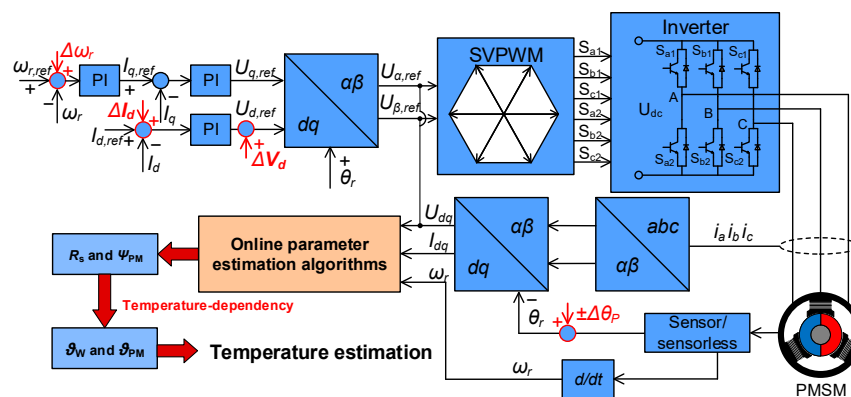 Δωr
ωr,ref
+
+
−
ωr
PI
Iq,ref
+
−
Iq
PI
Uq,ref
ΔId
+
Id,ref
+
−
Id
PI
Ud,ref
+
ΔVd
αβ
dq
+
θr
Uα,ref
Uβ,ref
SVPWM
Sa1
Sb1
Sc1
Sa2
Sb2
Sc2
Inverter
Sa1
Sb1
Sc1
A
Udc
B
C
Sa2
Sb2
Sc2
Rs and ΨPM
Online parameter
estimation algorithms
Udq
Idq
ωr
αβ
dq
abc
αβ
ia ib ic
Temperature-dependency
−
θr
+
±ΔθP
Sensor/
sensorless
ϑW and ϑPM
Temperature estimation
ωr
d/dt
PMSM